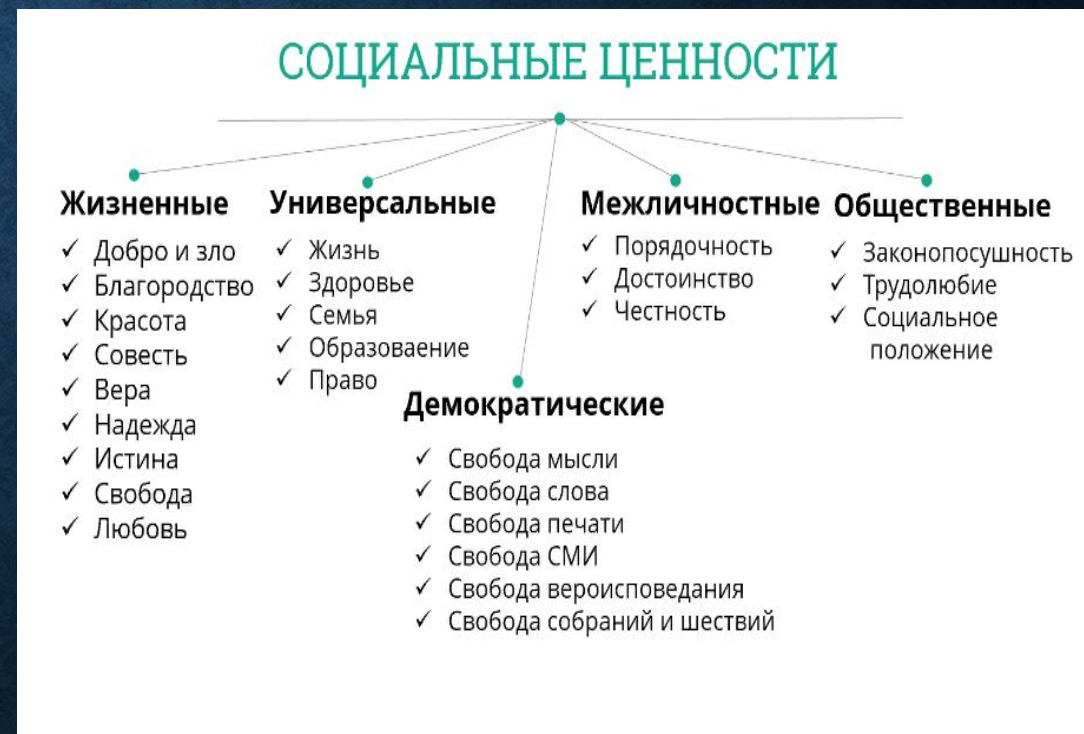 СОЦИАЛЬНЫЕ ЦЕННОСТИ
Жизненные
✓ Добро и зло
✓ Благородство
✓ Красота
✓ Совесть
✓ Вера
✓ Надежда
✓ Истина
✓ Свобода
✓ Любовь
Универсальные
✓ Жизнь
✓ Здоровье
✓ Семья
✓ Образоваение
✓ Право
Демократические
✓ Свобода мысли
✓ Свобода слова
✓ Свобода печати
✓ Свобода СМИ
✓ Свобода вероисповедания
✓ Свобода собраний и шествий
Межличностные
✓ Порядочность
✓ Достоинство
✓ Честность
Общественные
✓ Законопосушность
✓ Трудолюбие
✓ Социальное
положение